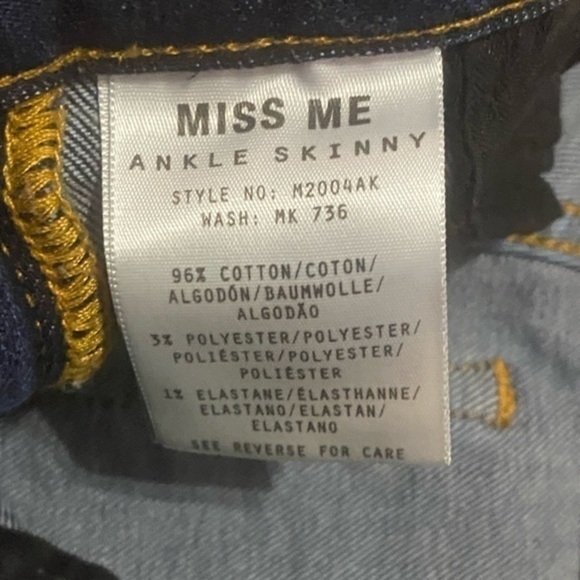 MISS ME
ANKLE SKINNY
STYLE NO: M2004AK
WASH: MK 736
96% COTTON/COTON/
ALGODÓN/BAUMWOLLE/
ALGODÃO
3% POLYESTER/POLYESTER/
POLIÉSTER/POLYESTER/
POLIÉSTER
1% ELASTANE/ÉLASTHANNE/
ELASTANO/ELASTAN/
ELASTANO
SEE REVERSE FOR CARE